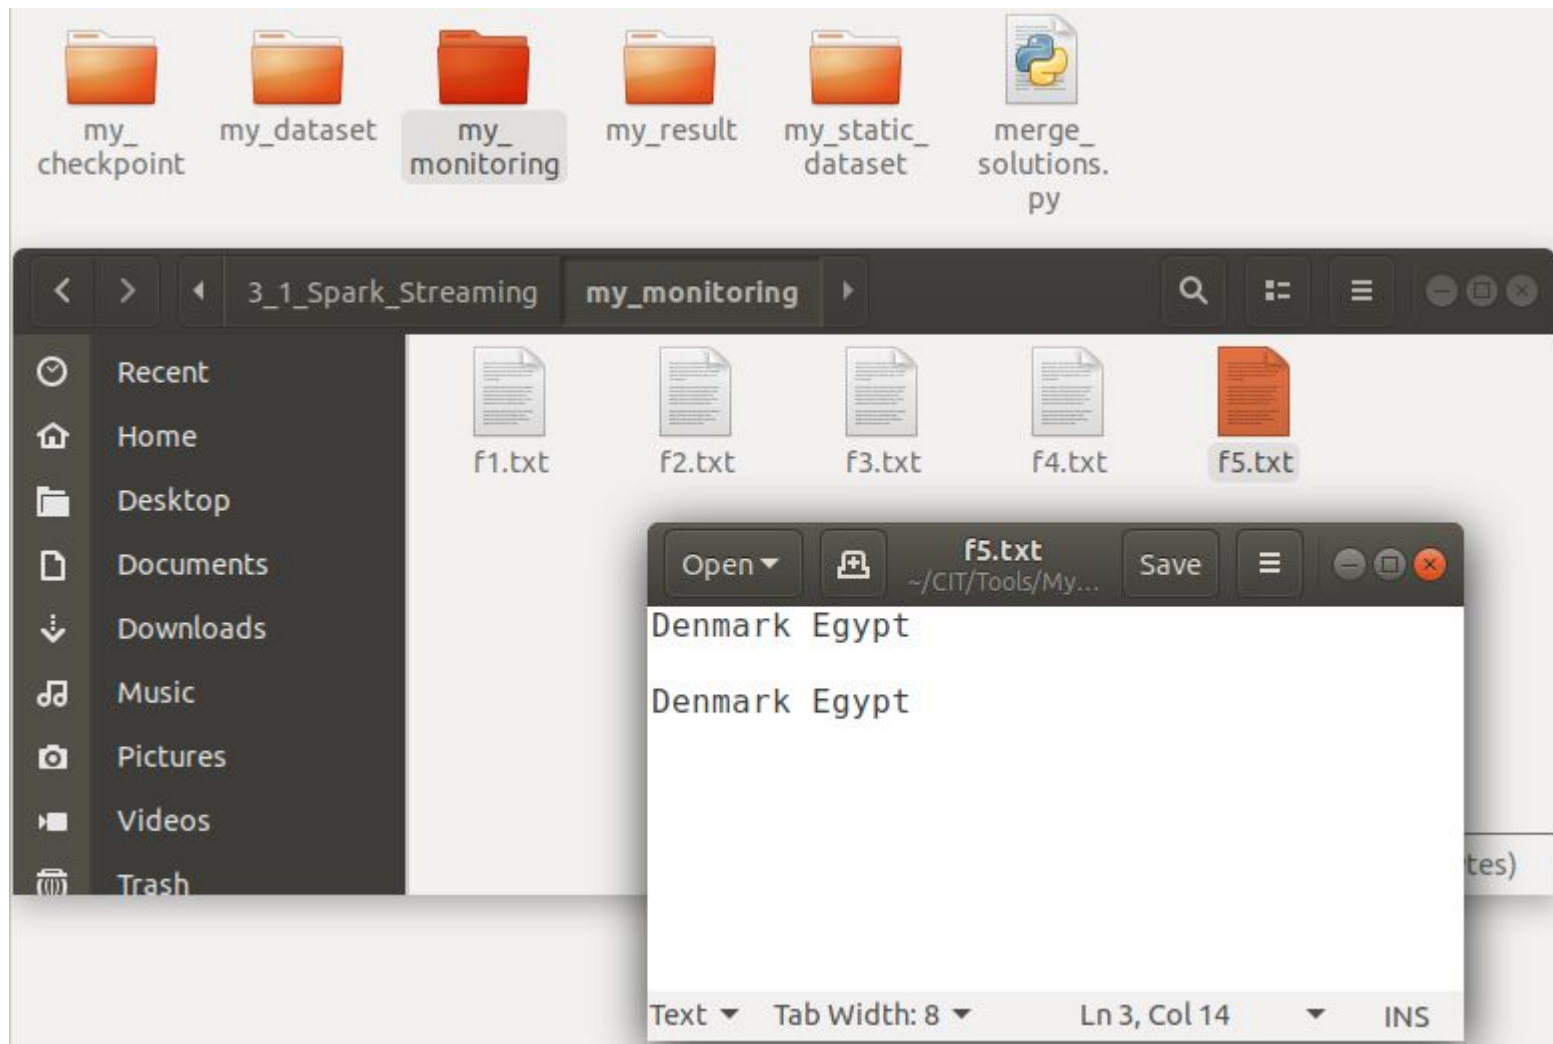 my_
checkpoint
my_dataset
my_
monitoring
my_result
my_static_
dataset
merge_
solutions.
py
3_1_Spark_Streaming
my_monitoring
Recent
Home
Desktop
Documents
Downloads
Music
Pictures
Videos
Trash
f1.txt
f2.txt
f3.txt
f4.txt
f5.txt
Open
f5.txt
~/CIT/Tools/My...
Save
Denmark Egypt
Denmark Egypt
Text
Tab Width: 8
Ln 3, Col 14
INS